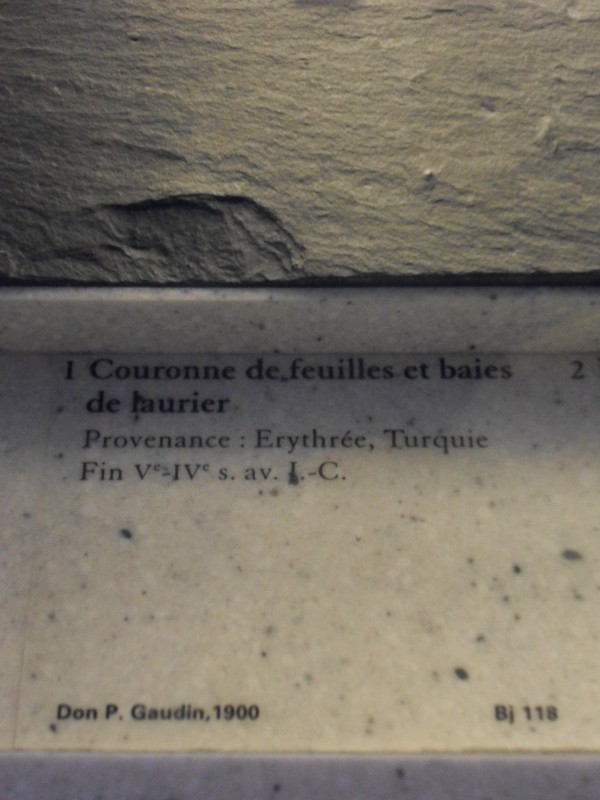 1 Couronne de feuilles et baies
de laurier
Provenance : Erythrée, Turquie
Fin Vᵉ-IVᵉ s. av. J.-C.
2
Don P. Gaudin, 1900
Bj 118